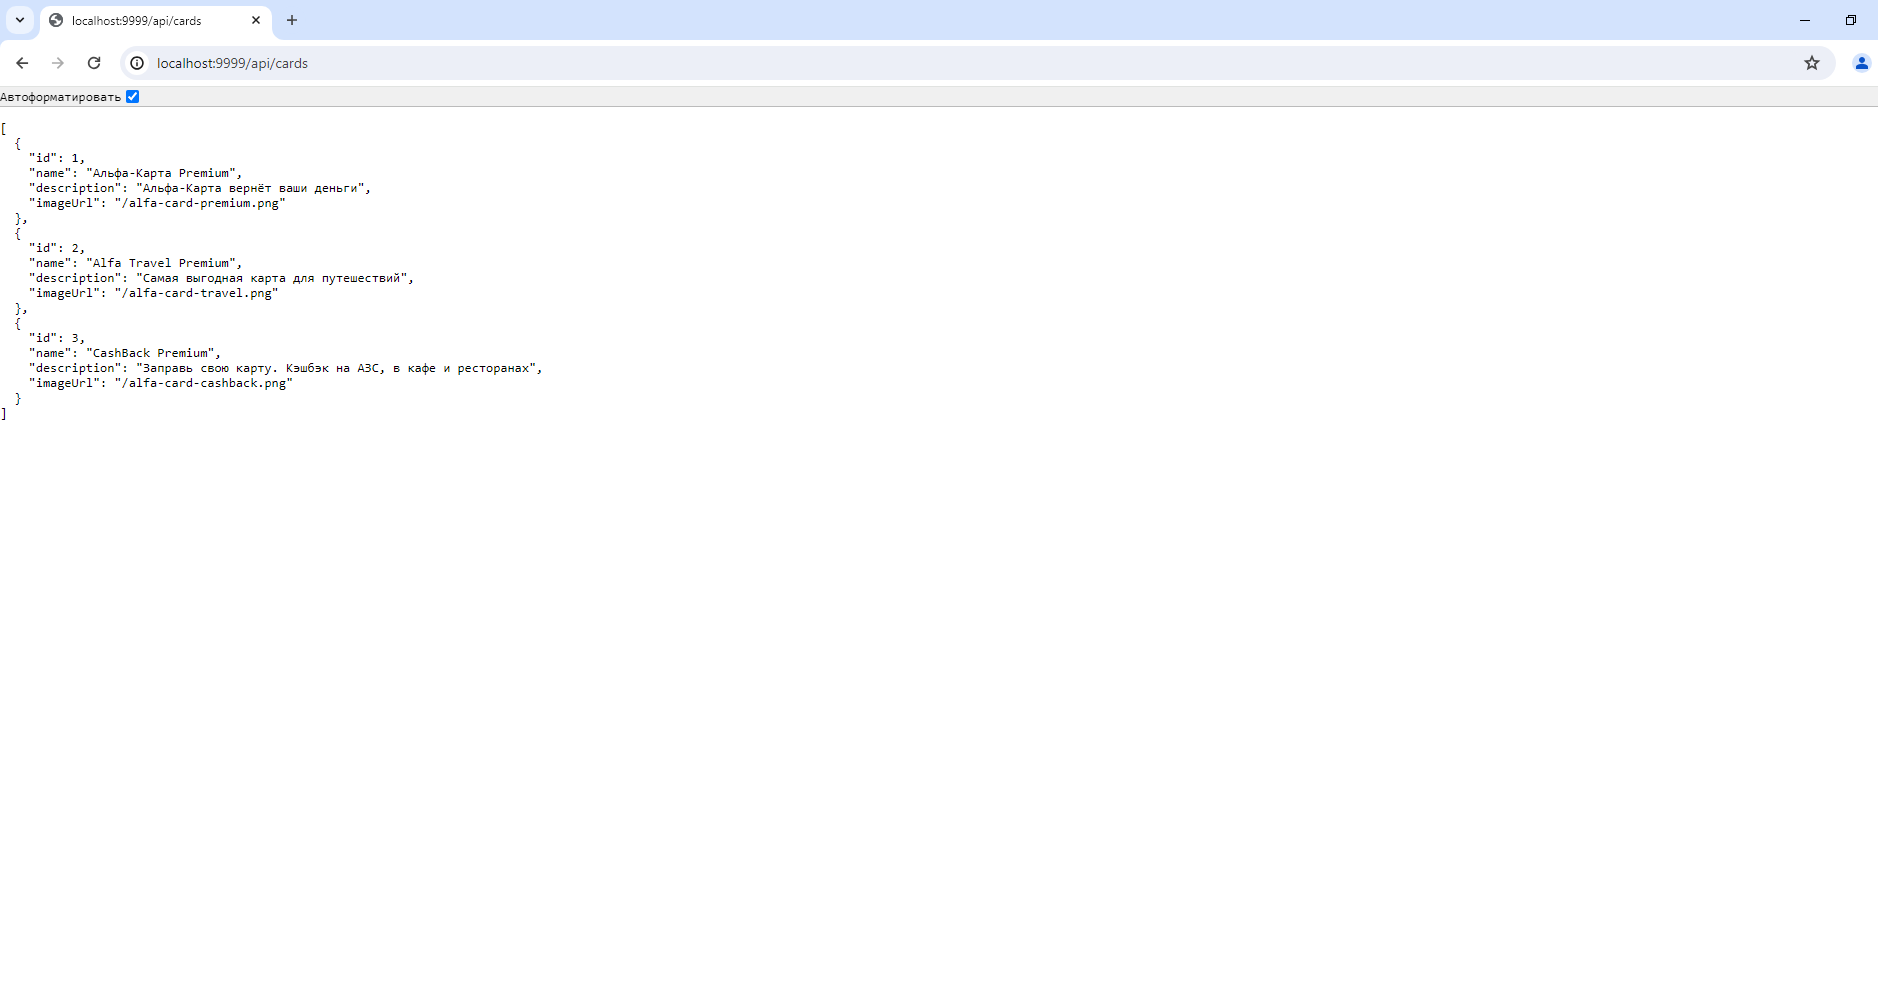 localhost:9999/api/cards
localhost:9999/api/cards
Автоформатировать
[
  {
    "id": 1,
    "name": "Альфа-Карта Premium",
    "description": "Альфа-Карта вернёт ваши деньги",
    "imageUrl": "/alfa-card-premium.png"
  },
  {
    "id": 2,
    "name": "Alfa Travel Premium",
    "description": "Самая выгодная карта для путешествий",
    "imageUrl": "/alfa-card-travel.png"
  },
  {
    "id": 3,
    "name": "CashBack Premium",
    "description": "Заправь свою карту. Кэшбэк на АЗС, в кафе и ресторанах",
    "imageUrl": "/alfa-card-cashback.png"
  }
]